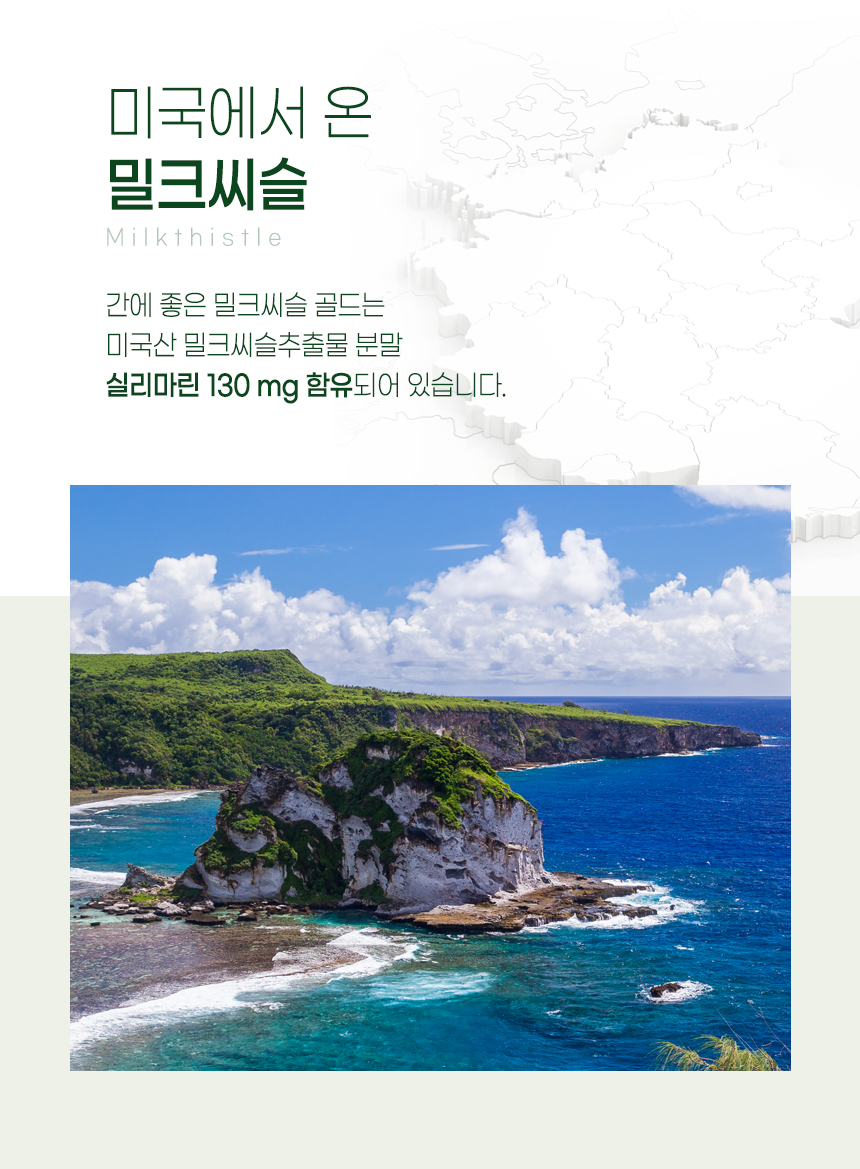 미국에서 온
밀크씨슬
Milkthistle
간에 좋은 밀크씨슬 골드는
미국산 밀크씨슬추출물 분말
실리마린 130 mg 함유되어 있습니다.